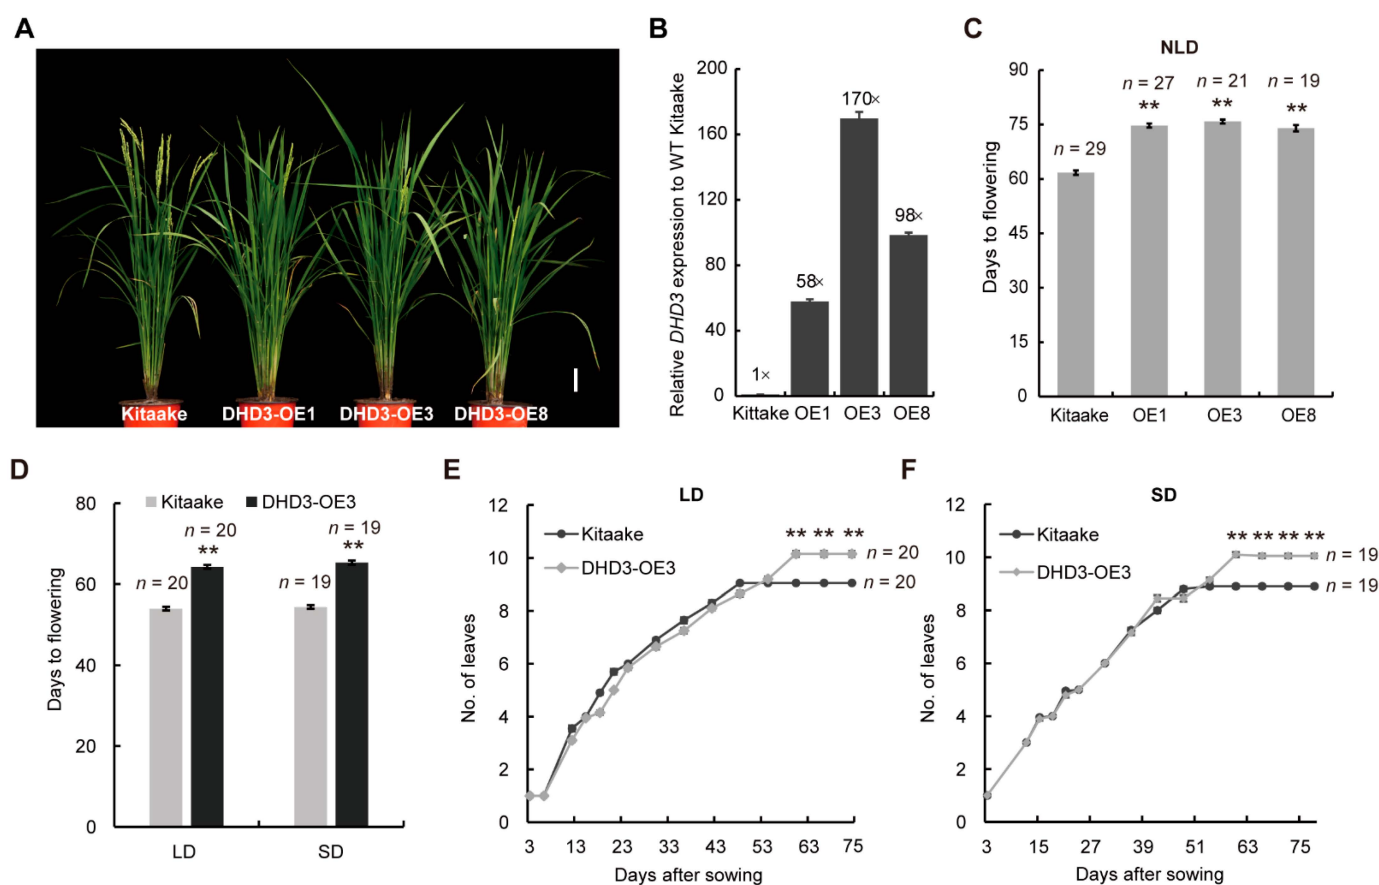 A
Kitaake DHD3-OE1 DHD3-OE3 DHD3-OE8
B
Relative DHD3 expression to WT Kitaake
200
160
120
80
40
0
1×
58×
170×
98×
Kittake OE1 OE3 OE8
C
NLD
Days to flowering
90
75
60
45
30
15
0
n = 29
n = 27
**
n = 21
**
n = 19
**
Kitaake OE1 OE3 OE8
D
Kitaake DHD3-OE3
Days to flowering
80
60
40
20
0
n = 20
n = 20
**
n = 19
n = 19
**
LD SD
E
LD
Kitaake
DHD3-OE3
No. of leaves
12
10
8
6
4
2
0
** ** **
n = 20
n = 20
3 13 23 33 43 53 65 75
Days after sowing
F
SD
Kitaake
DHD3-OE3
No. of leaves
12
10
8
6
4
2
0
** ** ** **
n = 19
n = 19
3 15 27 39 51 63 75
Days after sowing